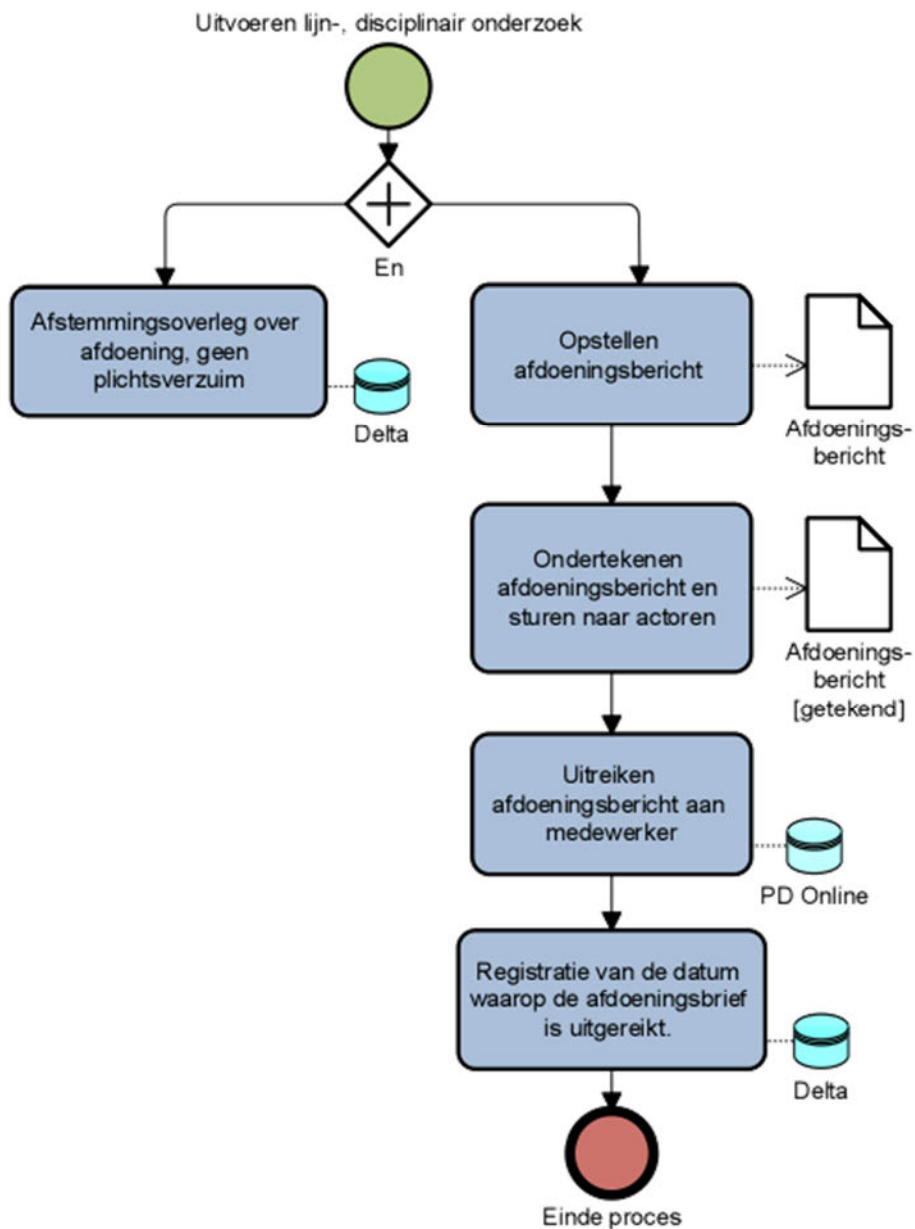 Uitvoeren lijn-, disciplinair onderzoek
En
Afstemmingsoverleg over
afdoening, geen
plichtsverzuim
Delta
Opstellen
afdoeningsbericht
Afdoenings-
bericht
Ondertekenen
afdoeningsbericht en
sturen naar actoren
Afdoenings-
bericht
[getekend]
Uitreiken
afdoeningsbericht aan
medewerker
PD Online
Registratie van de datum
waarop de afdoeningsbrief
is uitgereikt.
Delta
Einde proces